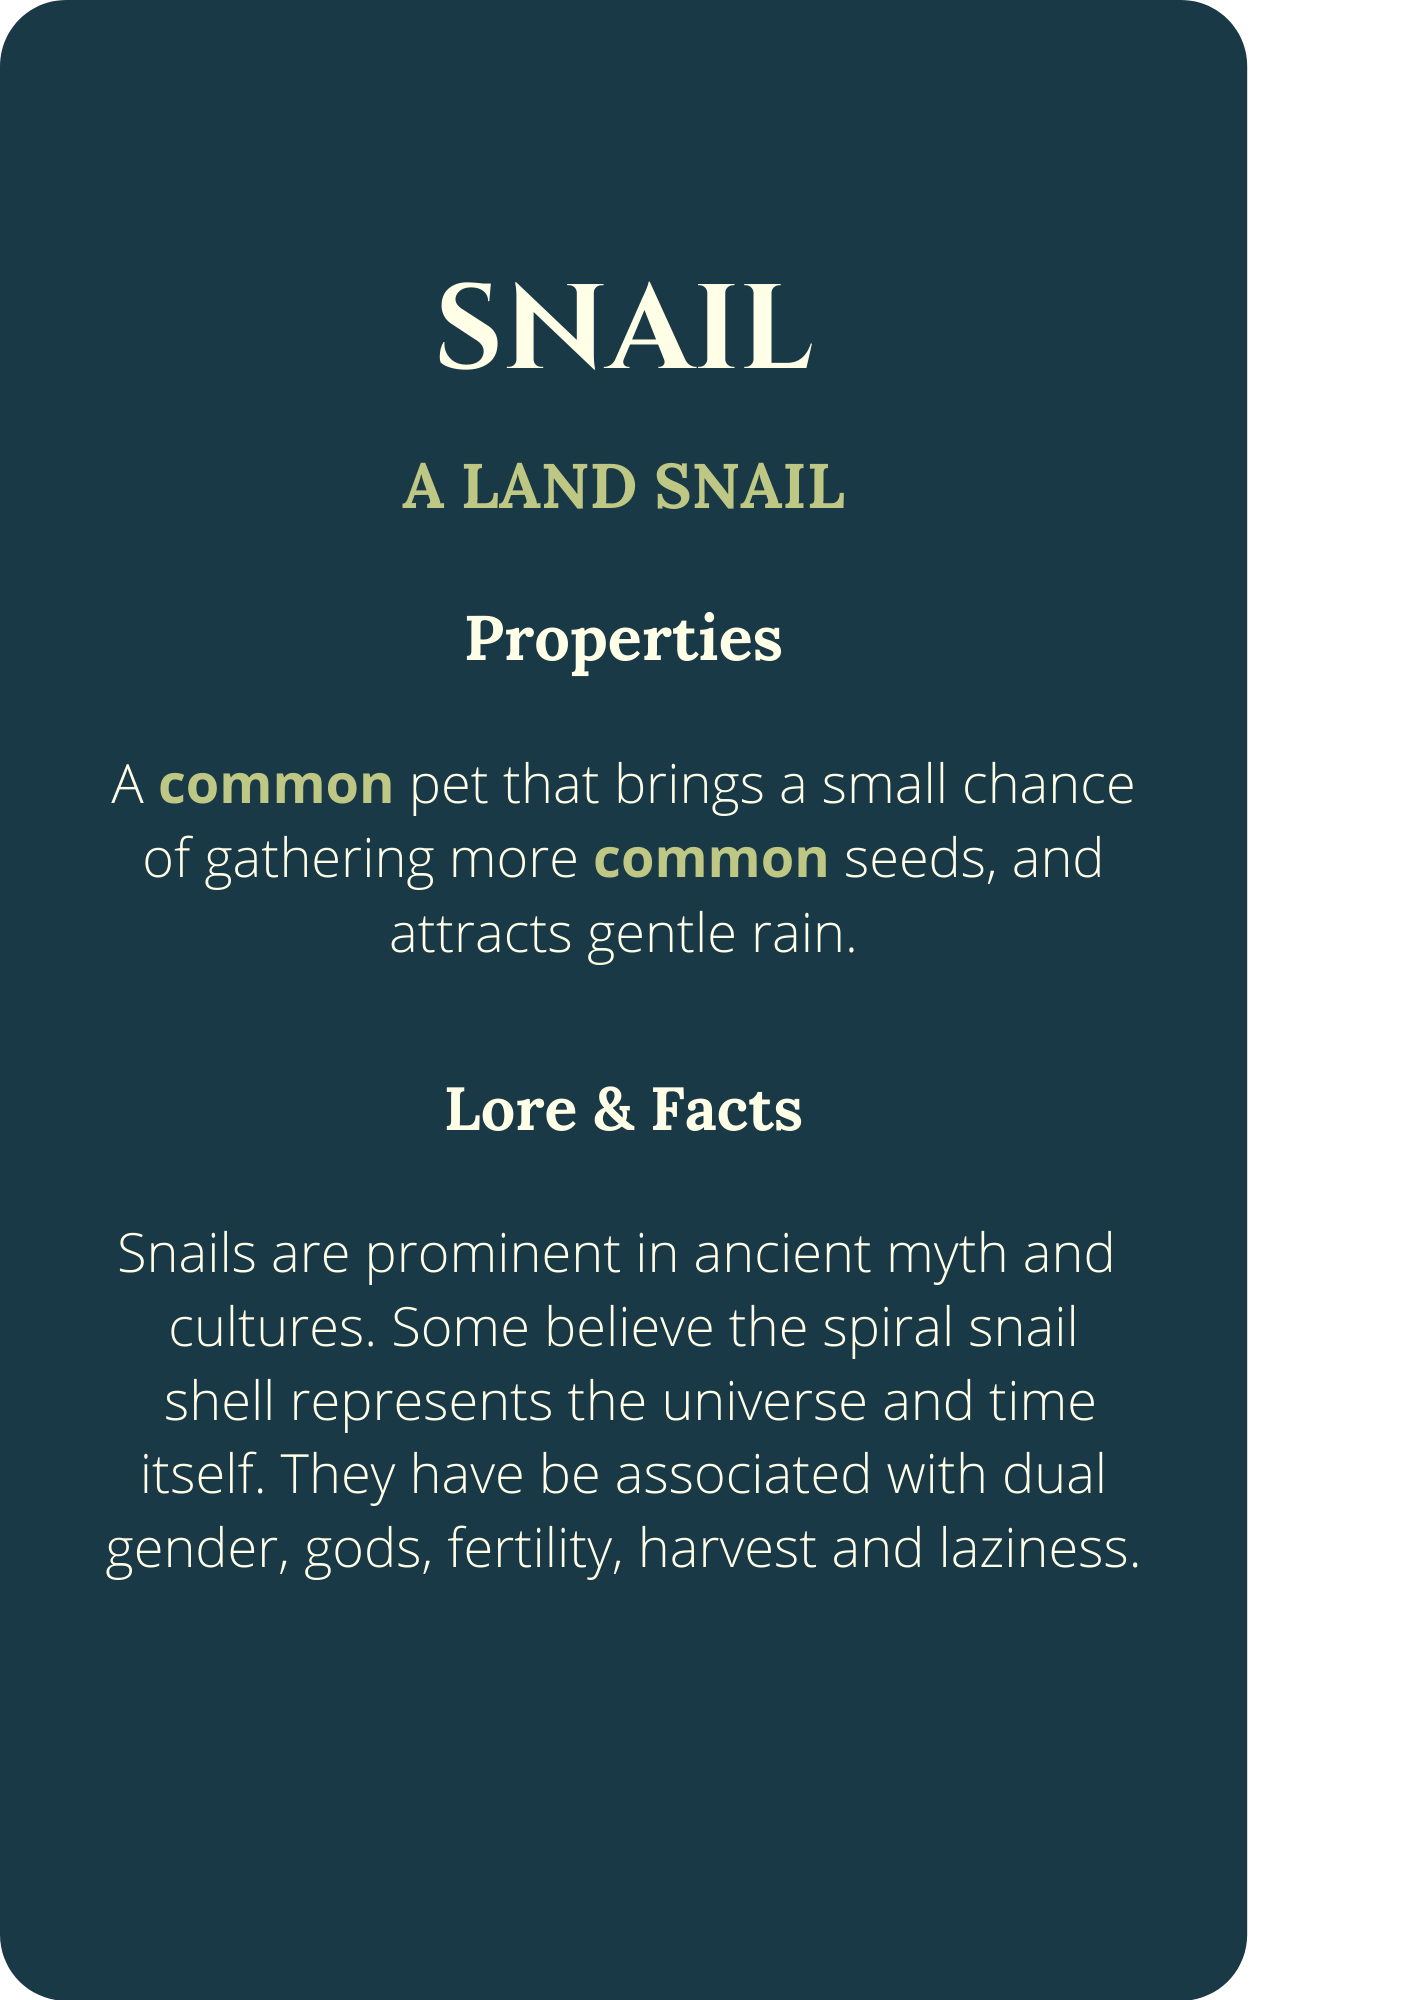 SNAIL
A LAND SNAIL
Properties
A common pet that brings a small chance
of gathering more common seeds, and
attracts gentle rain.
Lore & Facts
Snails are prominent in ancient myth and
cultures. Some believe the spiral snail
shell represents the universe and time
itself. They have be associated with dual
gender, gods, fertility, harvest and laziness.